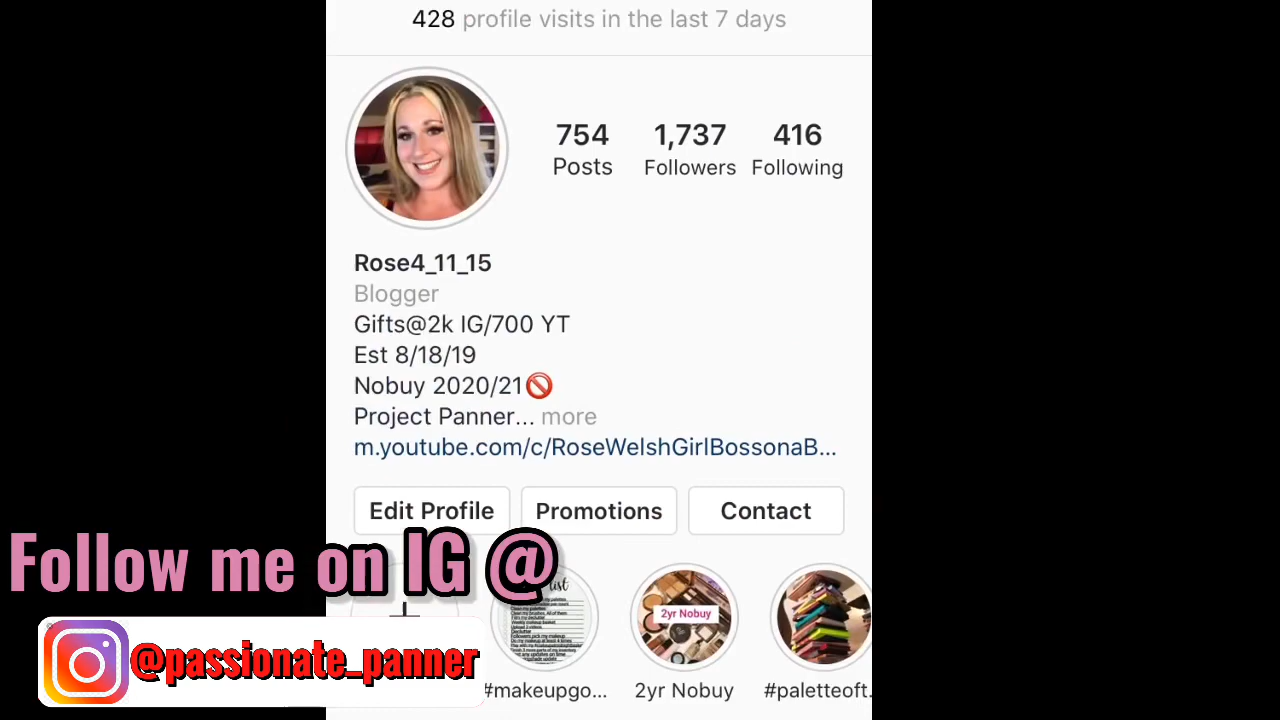 428 profile visits in the last 7 days
754 1,737 416
Posts Followers Following
Rose4_11_15
Blogger
Gifts@2k IG/700 YT
Est 8/18/19
Nobuy 2020/21🚫
Project Panner... more
m.youtube.com/c/RoseWelshGirlBossonaB...
Edit Profile Promotions Contact
Follow me on IG @
@passionate_panner
list
2yr Nobuy
#makeupgo... 2yr Nobuy #paletteoft.